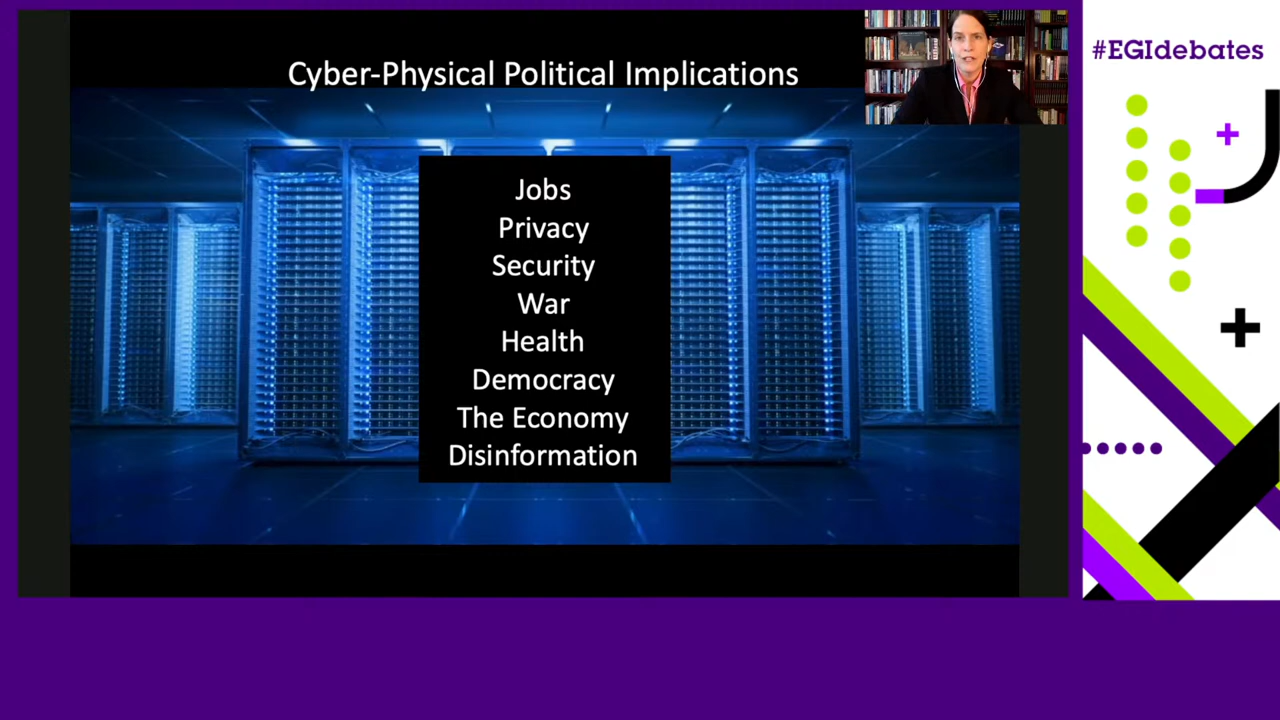 Cyber-Physical Political Implications
#EGIdebates
Jobs
Privacy
Security
War
Health
Democracy
The Economy
Disinformation